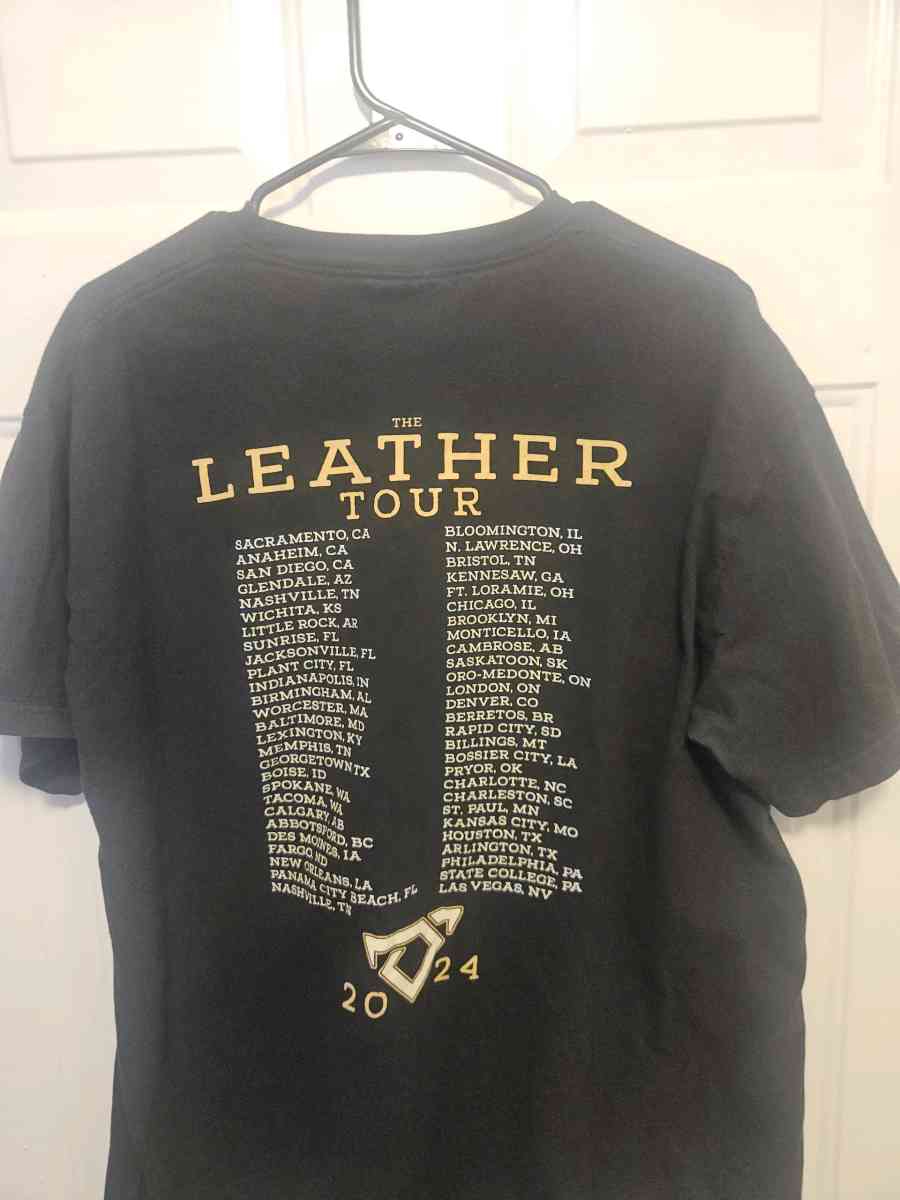 THE
LEATHER
TOUR
SACRAMENTO, CA
ANAHEIM, CA
SAN DIEGO, CA
GLENDALE, AZ
NASHVILLE, TN
WICHITA, KS
LITTLE ROCK, AR
SUNRISE, FL
JACKSONVILLE, FL
PLANT CITY, FL
INDIANAPOLIS, IN
BIRMINGHAM, AL
WORCESTER, MA
BALTIMORE, MD
LEXINGTON, KY
MEMPHIS, TN
GEORGETOWN TX
BOISE, ID
SPOKANE, WA
TACOMA, WA
CALGARY, AB
ABBOTSFORD, BC
DES MOINES, IA
FARGO, ND
NEW ORLEANS, LA
PANAMA CITY BEACH, FL
NASHVILLE, TN
BLOOMINGTON, IL
N. LAWRENCE, OH
BRISTOL, TN
KENNESAW, GA
FT. LORAMIE, OH
CHICAGO, IL
BROOKLYN, MI
MONTICELLO, IA
CAMROSE, AB
SASKATOON, SK
ORO-MEDONTE, ON
LONDON, ON
DENVER, CO
BERRETOS, BR
RAPID CITY, SD
BILLINGS, MT
BOSSIER CITY, LA
PRYOR, OK
CHARLOTTE, NC
CHARLESTON, SC
ST. PAUL, MN
KANSAS CITY, MO
HOUSTON, TX
ARLINGTON, TX
PHILADELPHIA, PA
STATE COLLEGE, PA
LAS VEGAS, NV
2024